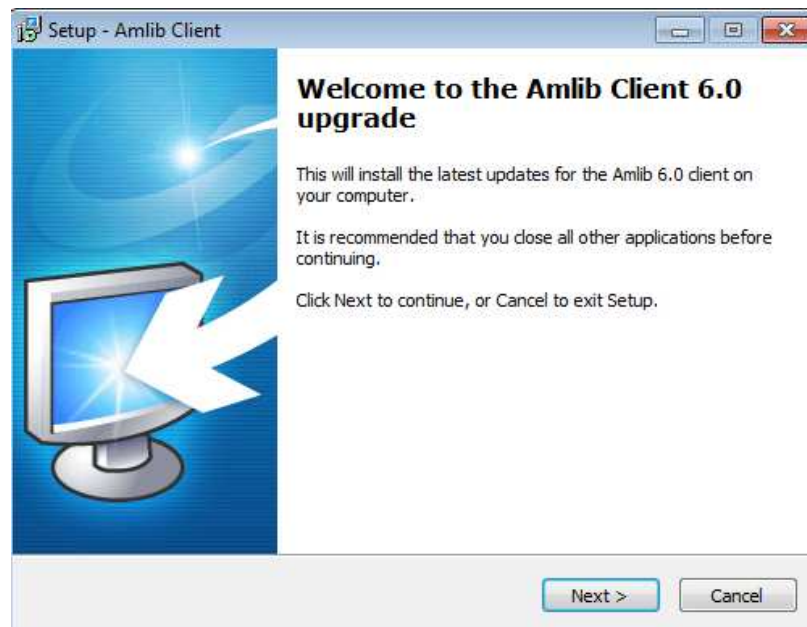 Setup - Amlib Client
Welcome to the Amlib Client 6.0
upgrade
This will install the latest updates for the Amlib 6.0 client on
your computer.
It is recommended that you close all other applications before
continuing.
Click Next to continue, or Cancel to exit Setup.
Next >
Cancel